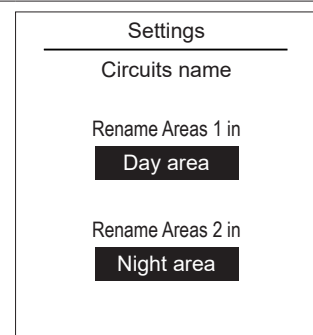 Settings
Circuits name
Rename Areas 1 in
Day area
Rename Areas 2 in
Night area